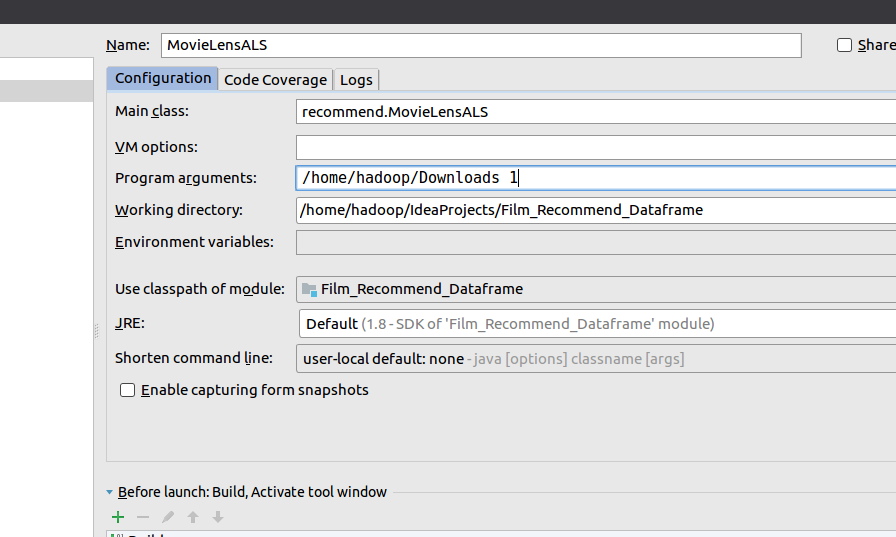 Name: MovieLensALS Share
Configuration Code Coverage Logs
Main class: recommend.MovieLensALS
VM options:
Program arguments: /home/hadoop/Downloads 1
Working directory: /home/hadoop/IdeaProjects/Film_Recommend_Dataframe
Environment variables:
Use classpath of module: Film_Recommend_Dataframe
JRE: Default (1.8 - SDK of 'Film_Recommend_Dataframe' module)
Shorten command line: user-local default: none - java [options] classname [args]
Enable capturing form snapshots
Before launch: Build, Activate tool window